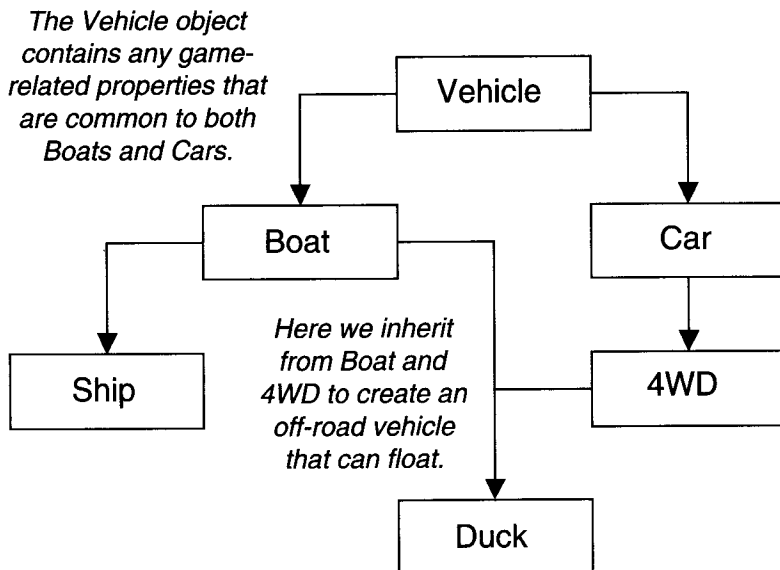 The Vehicle object
contains any game-
related properties that
are common to both
Boats and Cars.
Vehicle
Boat
Car
Here we inherit
from Boat and
4WD to create an
off-road vehicle
that can float.
Ship
4WD
Duck